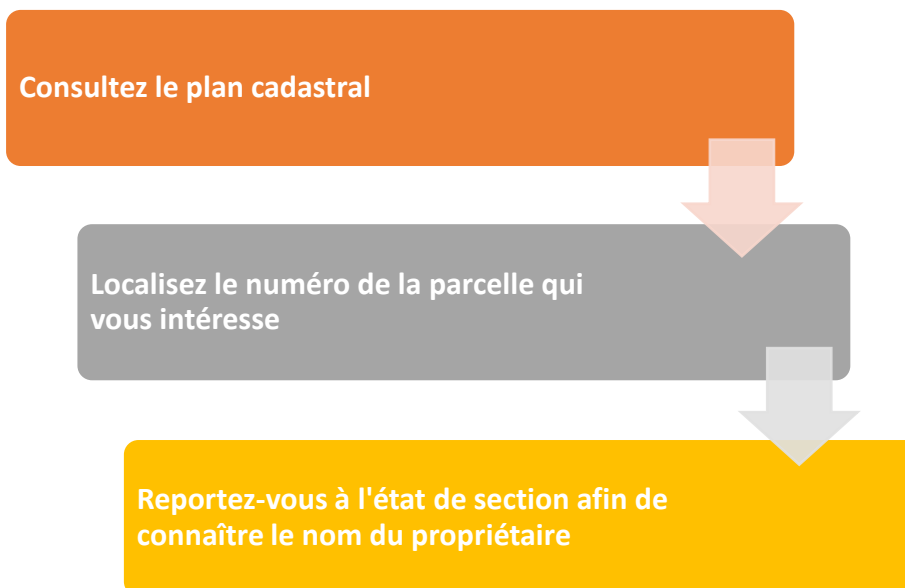 Consultez le plan cadastral
Localisez le numéro de la parcelle qui
vous intéresse
Reportez-vous à l'état de section afin de
connaître le nom du propriétaire